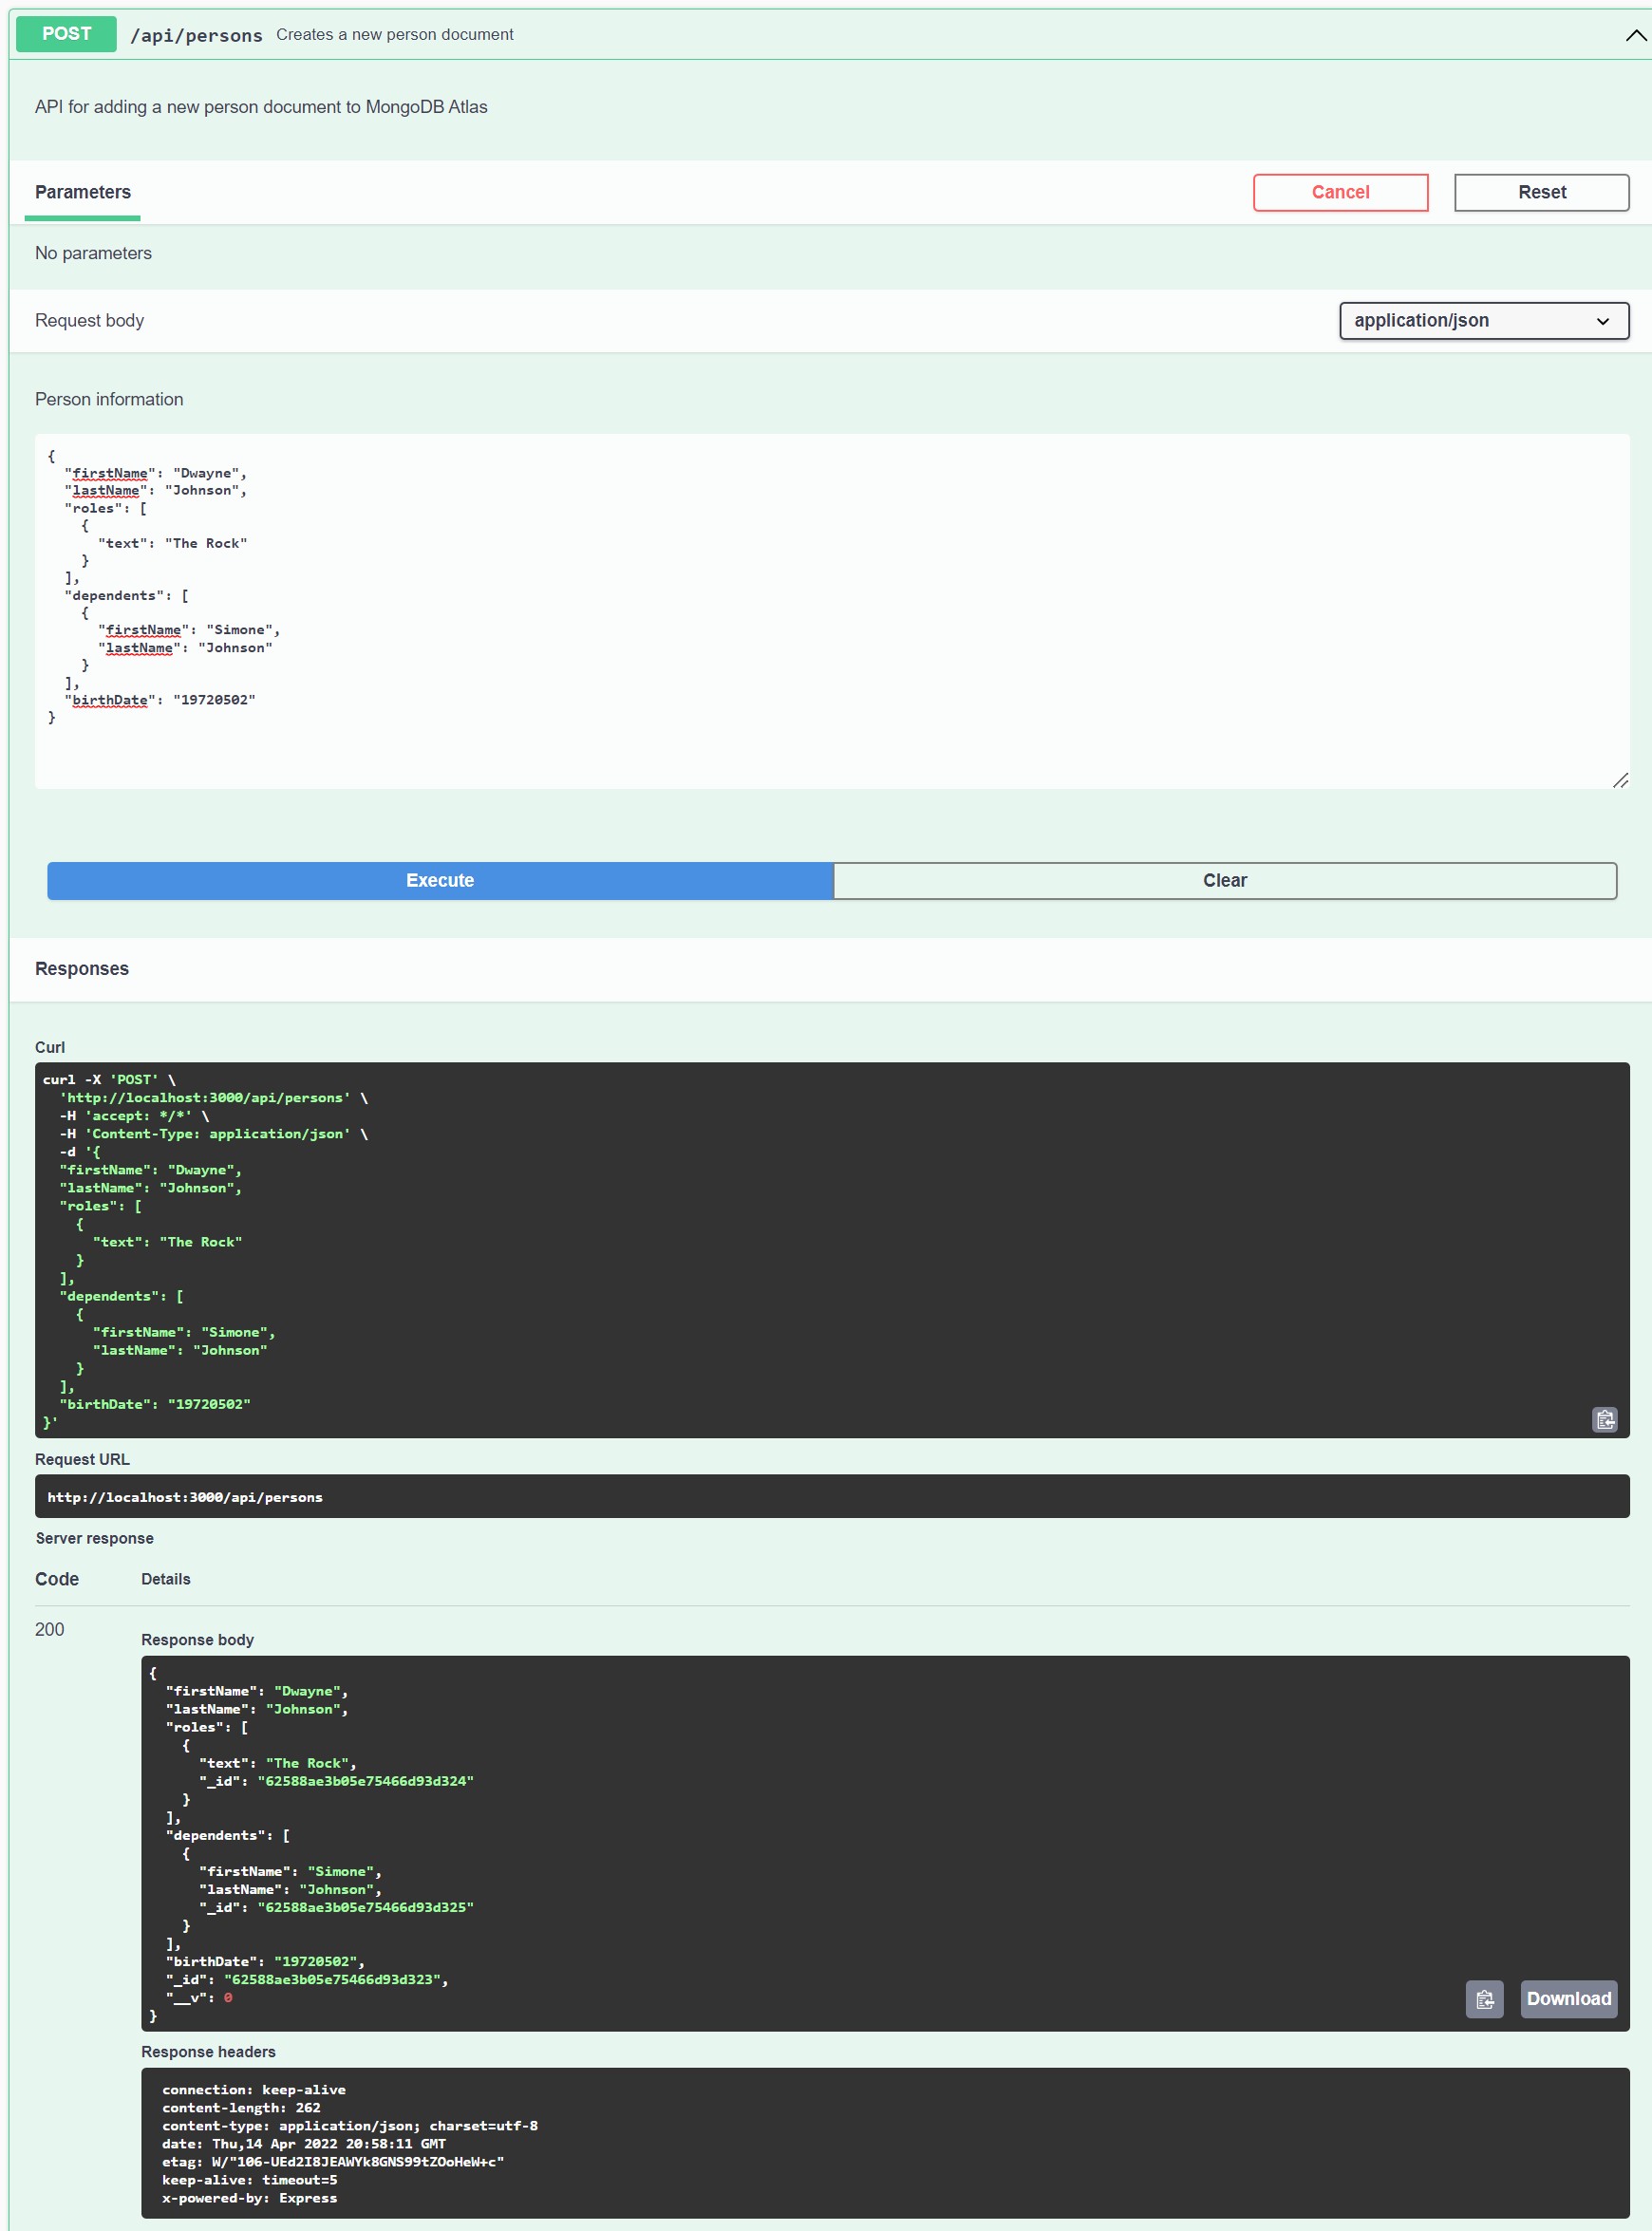 POST /api/persons Creates a new person document
API for adding a new person document to MongoDB Atlas
Parameters Cancel Reset
No parameters
Request body application/json
Person information
{
  "firstName": "Dwayne",
  "lastName": "Johnson",
  "roles": [
    {
      "text": "The Rock"
    }
  ],
  "dependents": [
    {
      "firstName": "Simone",
      "lastName": "Johnson"
    }
  ],
  "birthDate": "19720502"
}
Execute Clear
Responses
Curl
curl -X 'POST' \
  'http://localhost:3000/api/persons' \
  -H 'accept: */*' \
  -H 'Content-Type: application/json' \
  -d '{
  "firstName": "Dwayne",
  "lastName": "Johnson",
  "roles": [
    {
      "text": "The Rock"
    }
  ],
  "dependents": [
    {
      "firstName": "Simone",
      "lastName": "Johnson"
    }
  ],
  "birthDate": "19720502"
}'
Request URL
http://localhost:3000/api/persons
Server response
Code Details
200
Response body
{
  "firstName": "Dwayne",
  "lastName": "Johnson",
  "roles": [
    {
      "text": "The Rock",
      "_id": "62588ae3b05e75466d93d324"
    }
  ],
  "dependents": [
    {
      "firstName": "Simone",
      "lastName": "Johnson",
      "_id": "62588ae3b05e75466d93d325"
    }
  ],
  "birthDate": "19720502",
  "_id": "62588ae3b05e75466d93d323",
  "__v": 0
}
Download
Response headers
connection: keep-alive
content-length: 262
content-type: application/json; charset=utf-8
date: Thu,14 Apr 2022 20:58:11 GMT
etag: W/"106-UEd2I8JEAWYk8GNS99tZOoHeW+c"
keep-alive: timeout=5
x-powered-by: Express